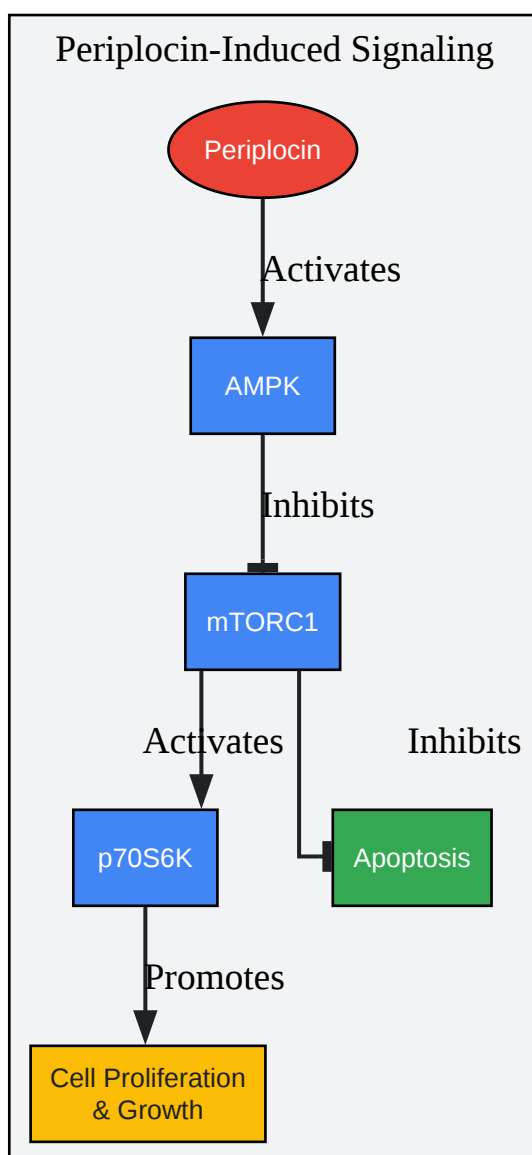 Periplocin-Induced Signaling
Periplocin
Activates
AMPK
Inhibits
mTORC1
Activates
Inhibits
p70S6K
Apoptosis
Promotes
Cell Proliferation
& Growth